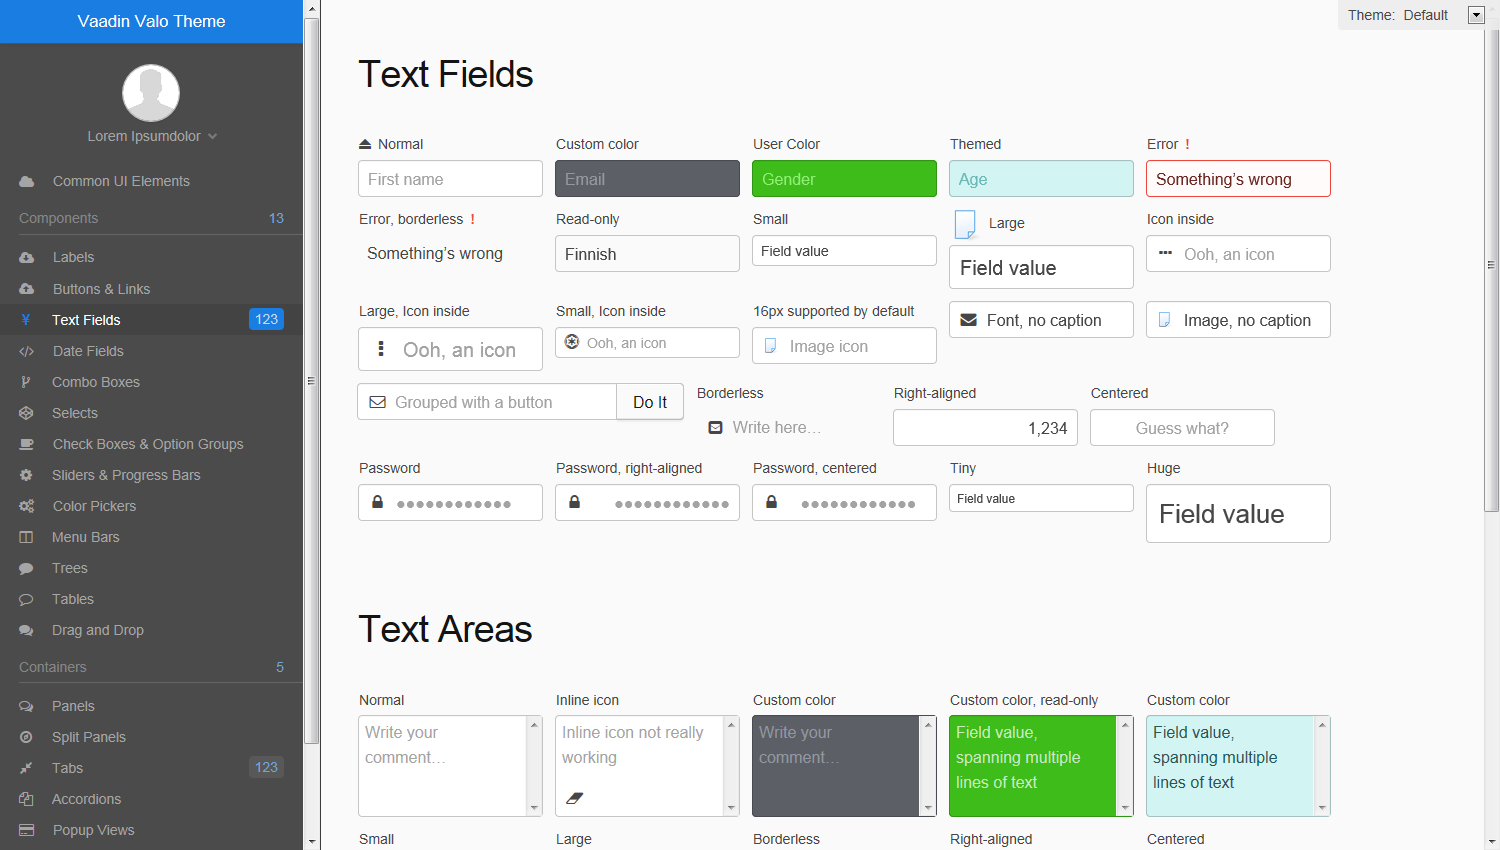 Vaadin Valo Theme
Lorem Ipsumdolor
Common UI Elements
Components 13
Labels
Buttons & Links
Text Fields 123
Date Fields
Combo Boxes
Selects
Check Boxes & Option Groups
Sliders & Progress Bars
Color Pickers
Menu Bars
Trees
Tables
Drag and Drop
Containers 5
Panels
Split Panels
Tabs 123
Accordions
Popup Views
Theme: Default
Text Fields
Normal Custom color User Color Themed Error !
First name Email Gender Age Something’s wrong
Error, borderless ! Read-only Small Large Icon inside
Something’s wrong Finnish Field value Field value Ooh, an icon
Large, Icon inside Small, Icon inside 16px supported by default Font, no caption Image, no caption
Ooh, an icon Ooh, an icon Image icon
Grouped with a button Do It Borderless Right-aligned Centered
Write here… 1,234 Guess what?
Password Password, right-aligned Password, centered Tiny Huge
Field value Field value
Text Areas
Normal Inline icon Custom color Custom color, read-only Custom color
Write your Inline icon not really Write your Field value, Field value,
comment… working comment… spanning multiple spanning multiple
lines of text lines of text
Small Large Borderless Right-aligned Centered